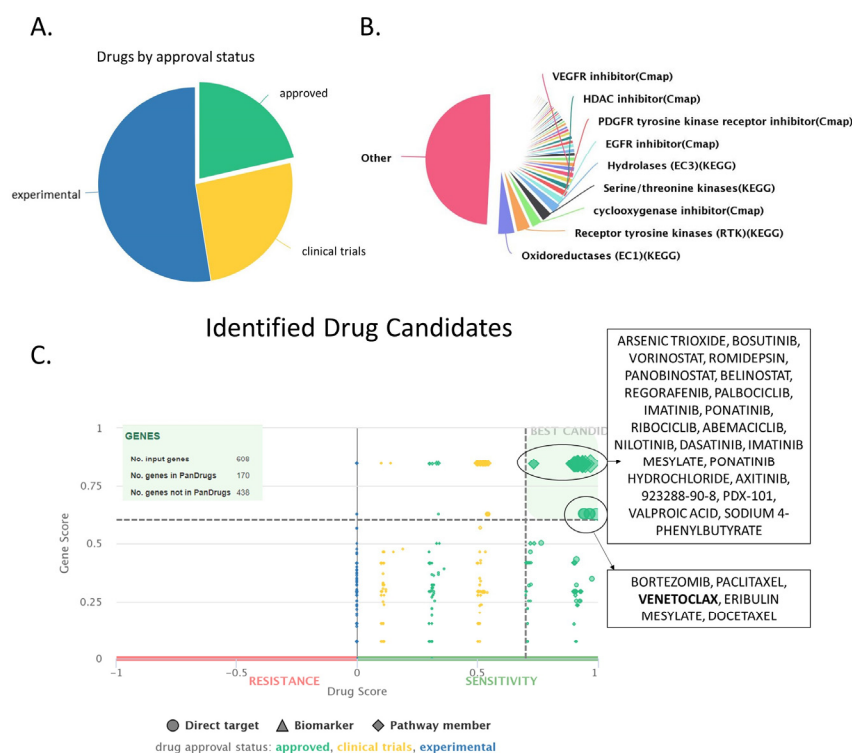 A.
Drugs by approval status
approved
experimental
clinical trials
B.
VEGFR inhibitor(Cmap)
HDAC inhibitor(Cmap)
PDGFR tyrosine kinase receptor inhibitor(Cmap)
EGFR inhibitor(Cmap)
Hydrolases (EC3)(KEGG)
Serine/threonine kinases(KEGG)
cyclooxygenase inhibitor(Cmap)
Receptor tyrosine kinases (RTK)(KEGG)
Oxidoreductases (EC1)(KEGG)
Other
Identified Drug Candidates
C.
GENES
No. input genes 608
No. genes in PanDrugs 170
No. genes not in PanDrugs 438
BEST CANDID
Gene Score
1
0.75
0.5
0.25
0
-1
-0.5
0
0.5
1
RESISTANCE
SENSITIVITY
Drug Score
ARSENIC TRIOXIDE, BOSUTINIB,
VORINOSTAT, ROMIDEPSIN,
PANOBINOSTAT, BELINOSTAT,
REGORAFENIB, PALBOCICLIB,
IMATINIB, PONATINIB,
RIBOCICLIB, ABEMACICLIB,
NILOTINIB, DASATINIB, IMATINIB
MESYLATE, PONATINIB
HYDROCHLORIDE, AXITINIB,
923288-90-8, PDX-101,
VALPROIC ACID, SODIUM 4-
PHENYLBUTYRATE
BORTEZOMIB, PACLITAXEL,
VENETOCLAX, ERIBULIN
MESYLATE, DOCETAXEL
Direct target Biomarker Pathway member
drug approval status: approved, clinical trials, experimental